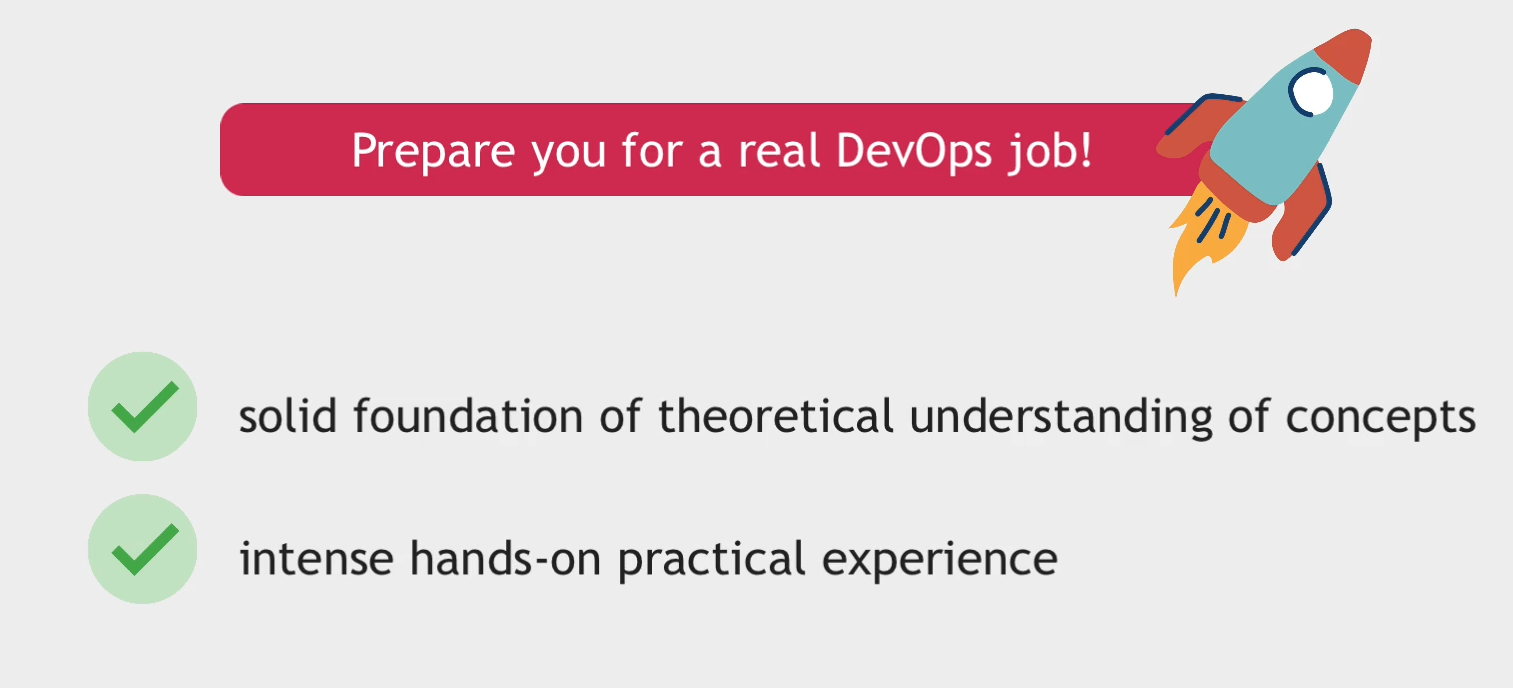 Prepare you for a real DevOps job!
solid foundation of theoretical understanding of concepts
intense hands-on practical experience